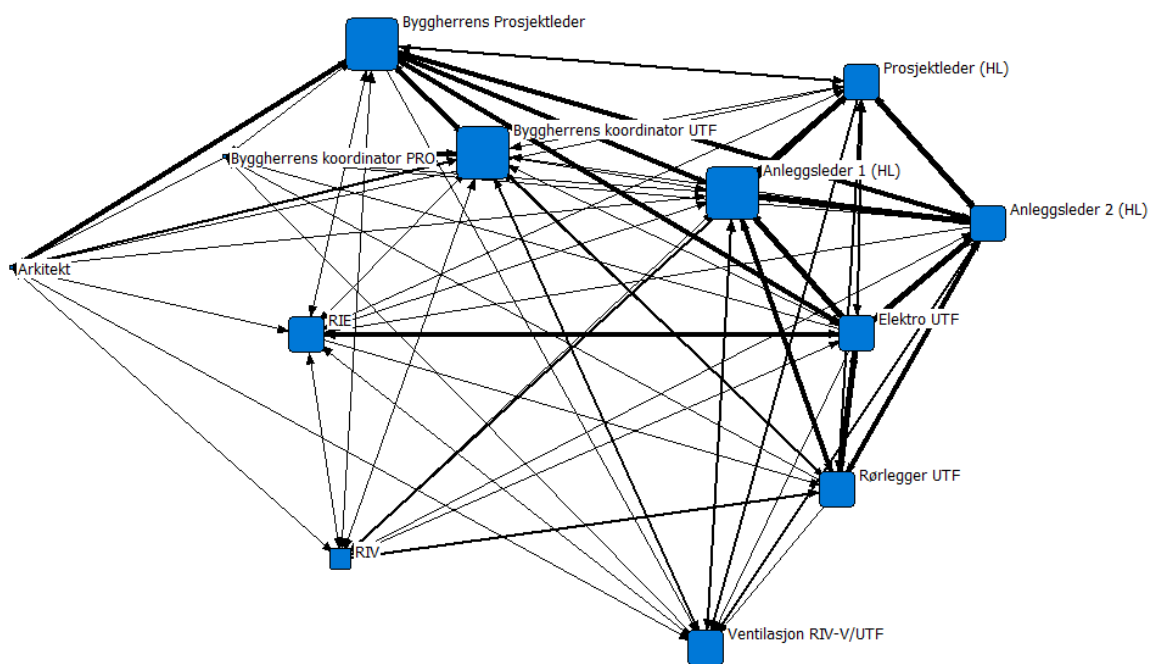 Byggherrens Prosjektleder
Prosjektleder (HL)
Byggherrens koordinator UTF
Byggherrens koordinator PRO
Anleggsleder 1 (HL)
Anleggsleder 2 (HL)
Arkitekt
RIE
Elektro UTF
Rørlegger UTF
RIV
Ventilasjon RIV-V/UTF